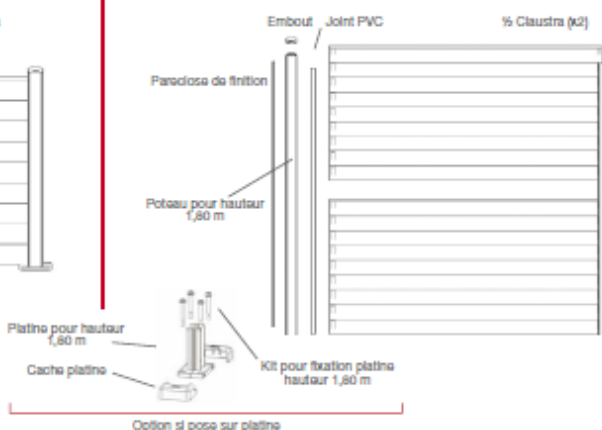 Embout Joint PVC ½ Claustra (x2)
Pareclose de finition
Poteau pour hauteur
1,80 m
Platine pour hauteur
1,80 m
Cache platine
Kit pour fixation platine
hauteur 1,80 m
Option si pose sur platine